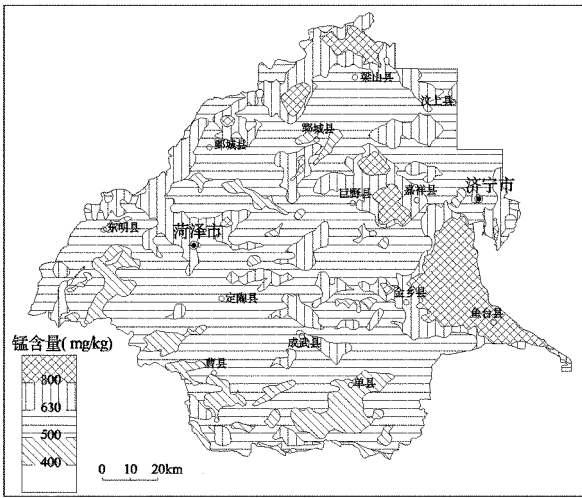 梁山县
汶上县
郓城县
鄄城县
巨野县
嘉祥县
济宁市
东明县
菏泽市
定陶县
金乡县
鱼台县
成武县
曹县
单县
锰含量( mg/kg)
800
630
500
400
0 10 20km